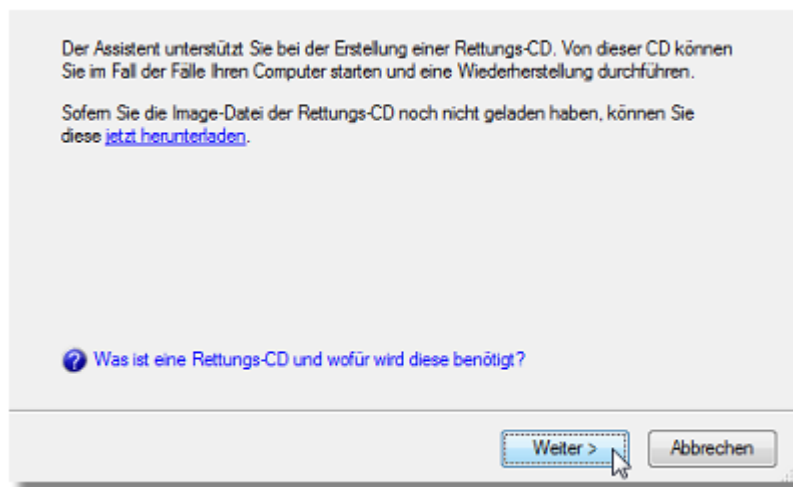 Der Assistent unterstützt Sie bei der Erstellung einer Rettungs-CD. Von dieser CD können
Sie im Fall der Fälle Ihren Computer starten und eine Wiederherstellung durchführen.
Sofern Sie die Image-Datei der Rettungs-CD noch nicht geladen haben, können Sie
diese jetzt herunterladen.
Was ist eine Rettungs-CD und wofür wird diese benötigt?
Weiter >
Abbrechen